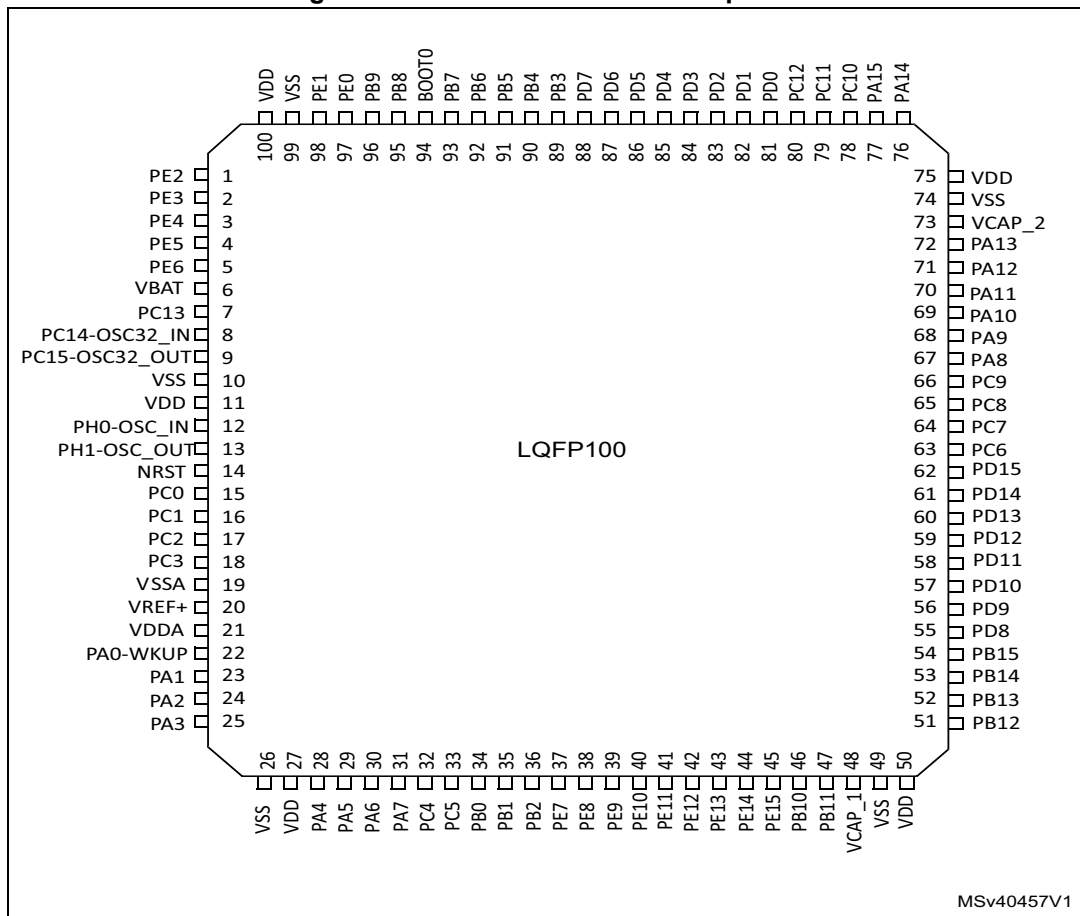 100 VDD
99 VSS
98 PE1
97 PE0
96 PB9
95 PB8
94 BOOT0
93 PB7
92 PB6
91 PB5
90 PB4
89 PB3
88 PD7
87 PD6
86 PD5
85 PD4
84 PD3
83 PD2
82 PD1
81 PD0
80 PC12
79 PC11
78 PC10
77 PA15
76 PA14
PE2 1
PE3 2
PE4 3
PE5 4
PE6 5
VBAT 6
PC13 7
PC14-OSC32_IN 8
PC15-OSC32_OUT 9
VSS 10
VDD 11
PH0-OSC_IN 12
PH1-OSC_OUT 13
NRST 14
PC0 15
PC1 16
PC2 17
PC3 18
VSSA 19
VREF+ 20
VDDA 21
PA0-WKUP 22
PA1 23
PA2 24
PA3 25
LQFP100
75 VDD
74 VSS
73 VCAP_2
72 PA13
71 PA12
70 PA11
69 PA10
68 PA9
67 PA8
66 PC9
65 PC8
64 PC7
63 PC6
62 PD15
61 PD14
60 PD13
59 PD12
58 PD11
57 PD10
56 PD9
55 PD8
54 PB15
53 PB14
52 PB13
51 PB12
VSS 26
VDD 27
PA4 28
PA5 29
PA6 30
PA7 31
PC4 32
PC5 33
PB0 34
PB1 35
PB2 36
PE7 37
PE8 38
PE9 39
PE10 40
PE11 41
PE12 42
PE13 43
PE14 44
PE15 45
PB10 46
PB11 47
VCAP_1 48
VSS 49
VDD 50
MSv40457V1